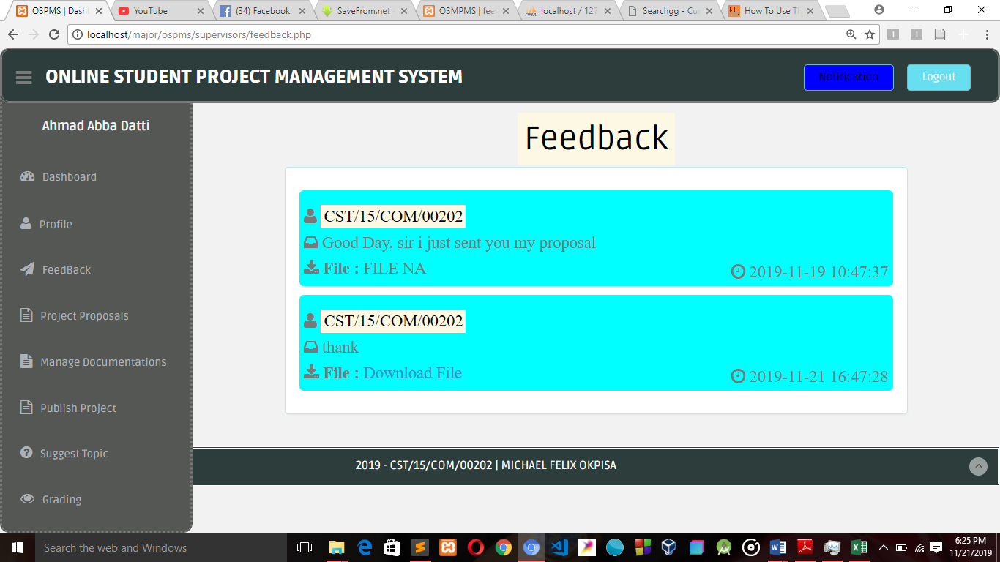 OSPMS | Dash
YouTube
(34) Facebook
SaveFrom.net -
OSMPMS | fee
localhost / 127
Searchgg - Cus
How To Use Th
localhost/major/ospms/supervisors/feedback.php
ONLINE STUDENT PROJECT MANAGEMENT SYSTEM
Notification
Logout
Ahmad Abba Datti
Dashboard
Profile
FeedBack
Project Proposals
Manage Documentations
Publish Project
Suggest Topic
Grading
Feedback
CST/15/COM/00202
Good Day, sir i just sent you my proposal
File : FILE NA
2019-11-19 10:47:37
CST/15/COM/00202
thank
File : Download File
2019-11-21 16:47:28
2019 - CST/15/COM/00202 | MICHAEL FELIX OKPISA
Search the web and Windows
6:25 PM
11/21/2019